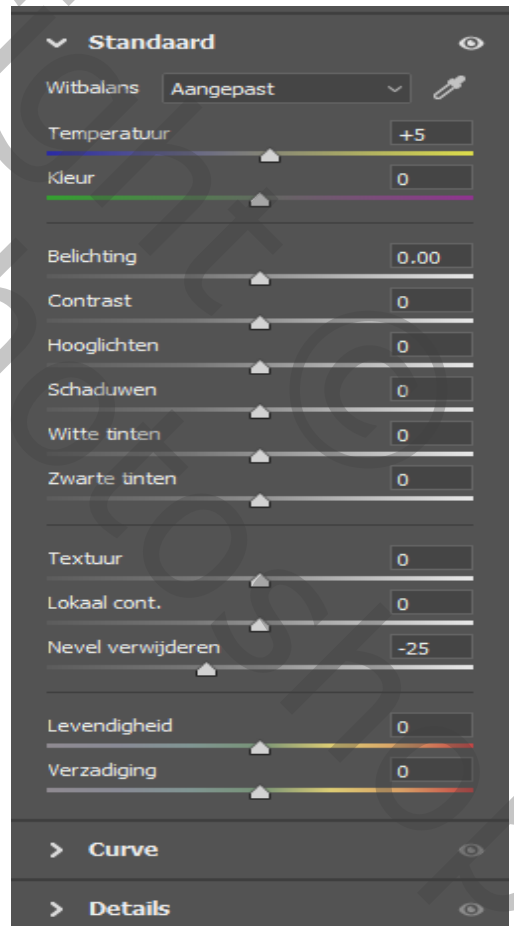 Standaard
Witbalans Aangepast
Temperatuur +5
Kleur 0
Belichting 0.00
Contrast 0
Hooglichten 0
Schaduwen 0
Witte tinten 0
Zwarte tinten 0
Textuur 0
Lokaal cont. 0
Nevel verwijderen -25
Levendigheid 0
Verzadiging 0
Curve
Details